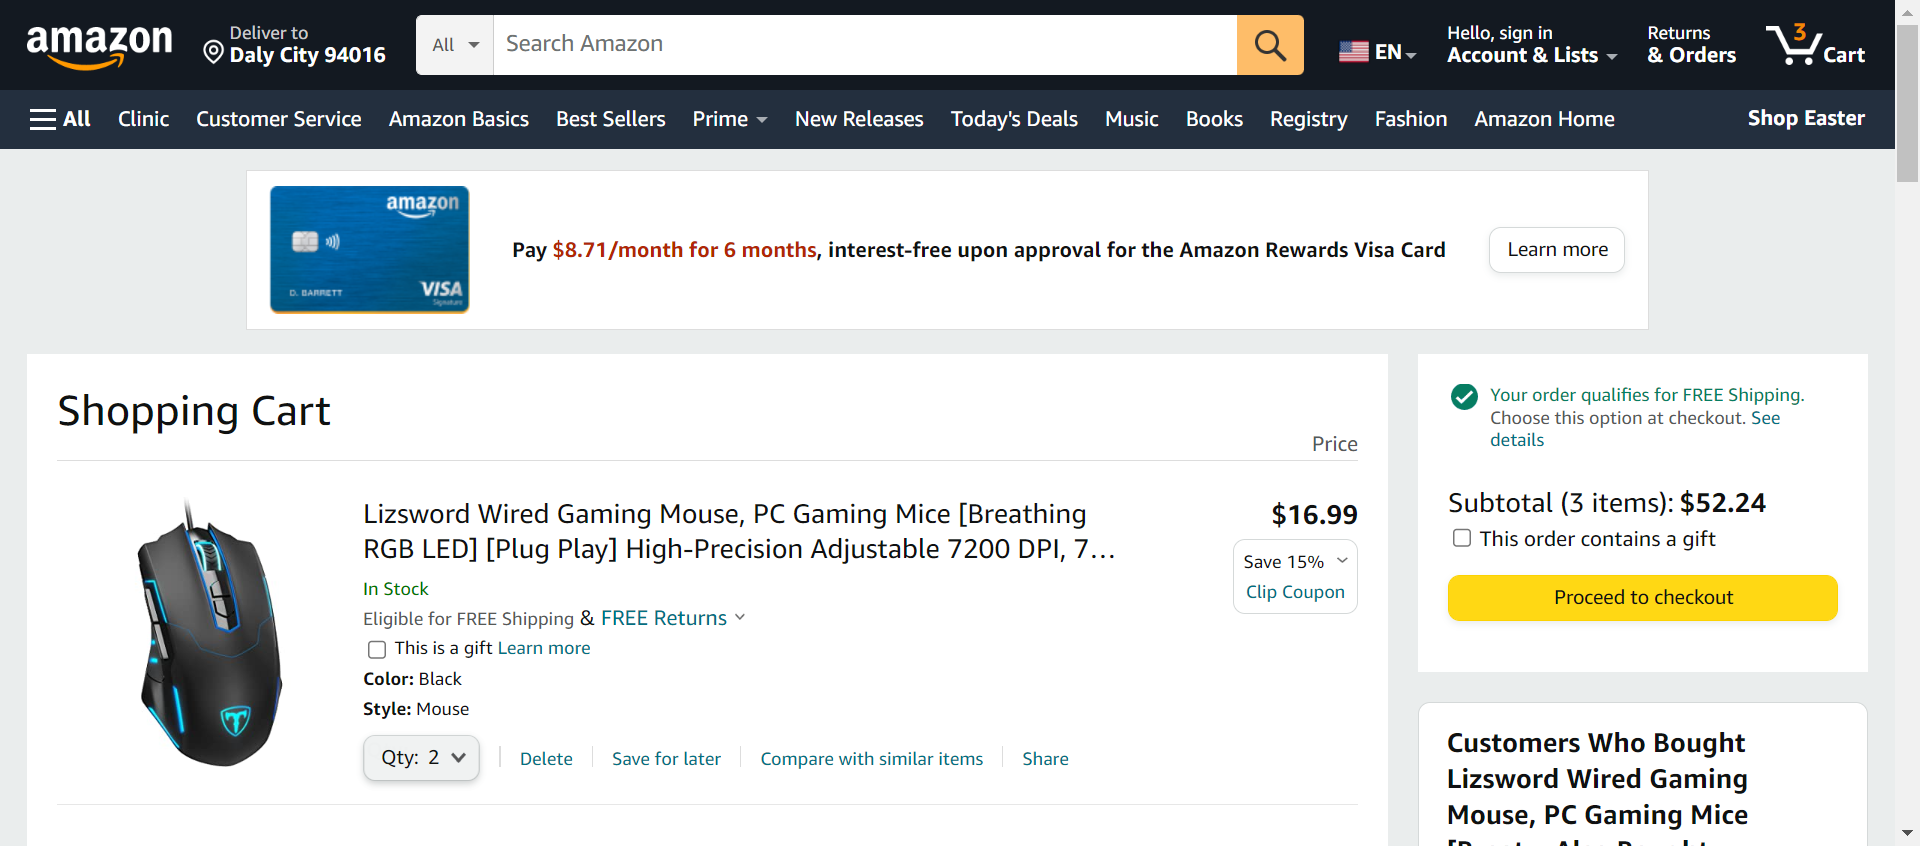 amazon
Deliver to
Daly City 94016
All
Search Amazon
EN
Hello, sign in
Account & Lists
Returns
& Orders
3
Cart
All
Clinic
Customer Service
Amazon Basics
Best Sellers
Prime
New Releases
Today's Deals
Music
Books
Registry
Fashion
Amazon Home
Shop Easter
amazon
D. BARRETT
VISA
Signature
Pay $8.71/month for 6 months, interest-free upon approval for the Amazon Rewards Visa Card
Learn more
Shopping Cart
Price
Lizsword Wired Gaming Mouse, PC Gaming Mice [Breathing
RGB LED] [Plug Play] High-Precision Adjustable 7200 DPI, 7…
$16.99
Save 15%
Clip Coupon
In Stock
Eligible for FREE Shipping & FREE Returns
This is a gift Learn more
Color: Black
Style: Mouse
Qty: 2
Delete
Save for later
Compare with similar items
Share
Your order qualifies for FREE Shipping.
Choose this option at checkout. See
details
Subtotal (3 items): $52.24
This order contains a gift
Proceed to checkout
Customers Who Bought
Lizsword Wired Gaming
Mouse, PC Gaming Mice